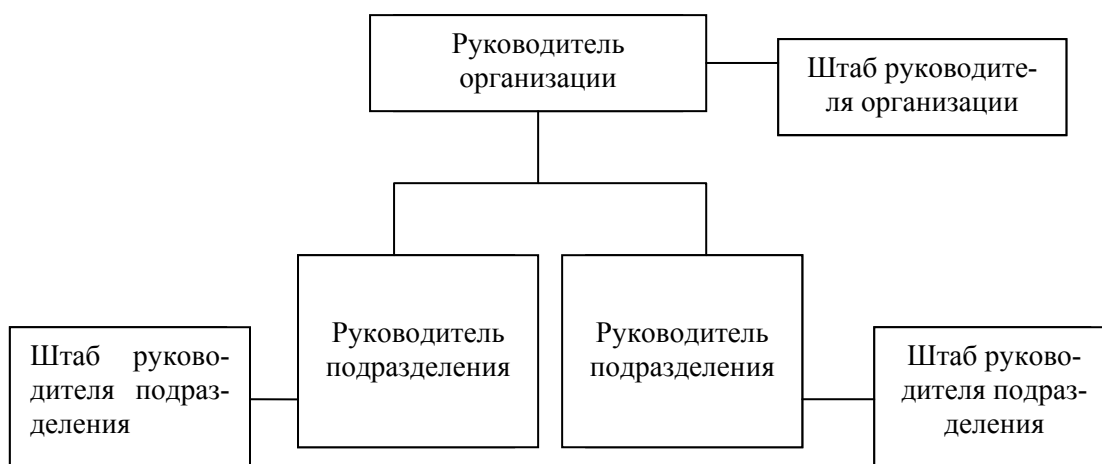 Руководитель
организации
Штаб руководите-
ля организации
Руководитель
подразделения
Руководитель
подразделения
Штаб руково-
дителя подраз-
деления
Штаб руково-
дителя подраз-
деления